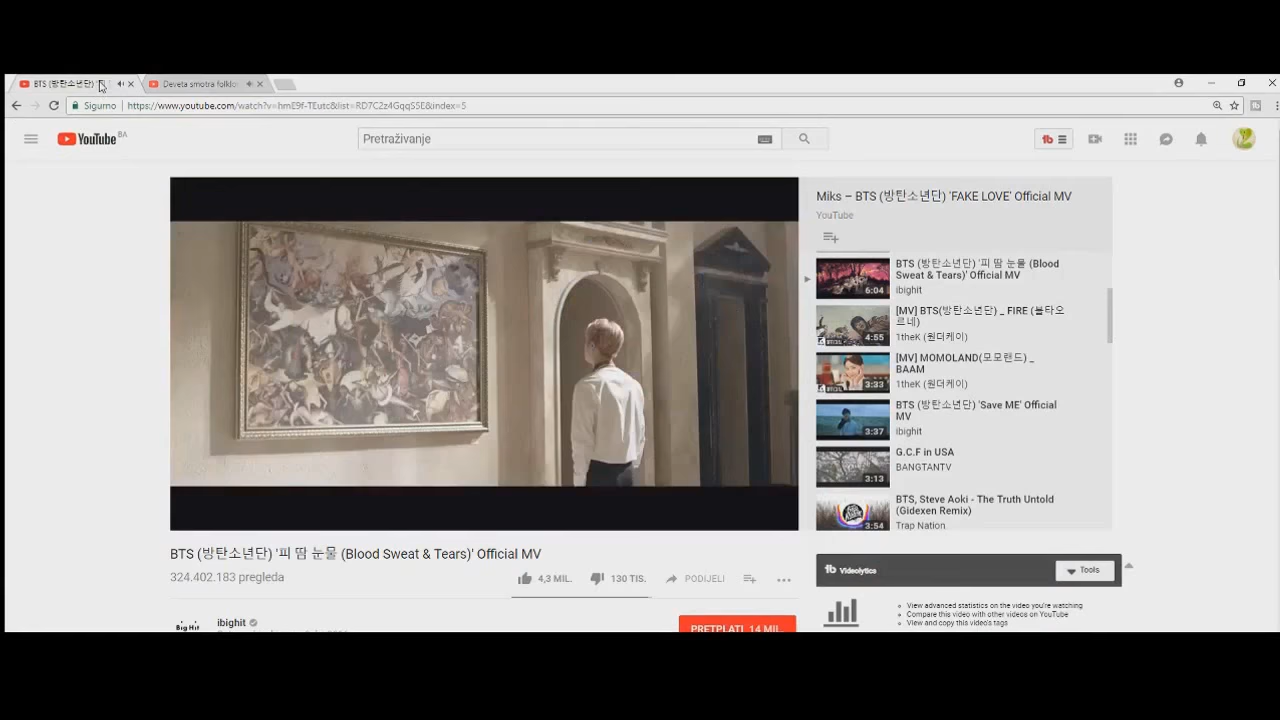 BTS (방탄소년단) '피
Deveta smotra folklo
Sigurno
https://www.youtube.com/watch?v=hmE9f-TEutc&list=RD7C2z4GqqS5E&index=5
YouTube BA
Pretraživanje
Miks – BTS (방탄소년단) 'FAKE LOVE' Official MV
YouTube
BTS (방탄소년단) '피 땀 눈물 (Blood
Sweat & Tears)' Official MV
ibighit
6:04
[MV] BTS(방탄소년단) _ FIRE (불타오
르네)
1theK (원더케이)
4:55
[MV] MOMOLAND(모모랜드) _
BAAM
1theK (원더케이)
3:33
BTS (방탄소년단) 'Save ME' Official
MV
ibighit
3:37
G.C.F in USA
BANGTANTV
3:13
BTS, Steve Aoki - The Truth Untold
(Gidexen Remix)
Trap Nation
3:54
BTS (방탄소년단) '피 땀 눈물 (Blood Sweat & Tears)' Official MV
324.402.183 pregleda
4,3 MIL.
130 TIS.
PODIJELI
tb Videolytics
Tools
View advanced statistics on the video you're watching
Compare this video with other videos on YouTube
View and copy this video's tags
Big Hit
ibighit
PRETPLATI 14 MIL.